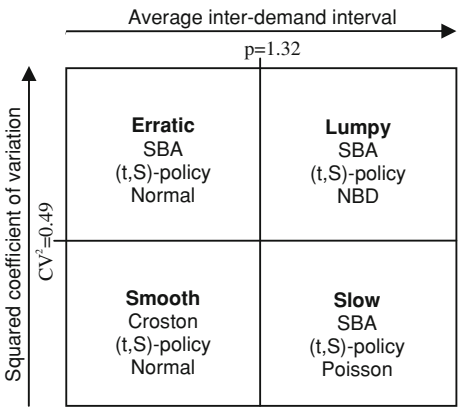 Average inter-demand interval
p=1.32
Squared coefficient of variation
CV²=0.49
Erratic
SBA
(t,S)-policy
Normal
Lumpy
SBA
(t,S)-policy
NBD
Smooth
Croston
(t,S)-policy
Normal
Slow
SBA
(t,S)-policy
Poisson